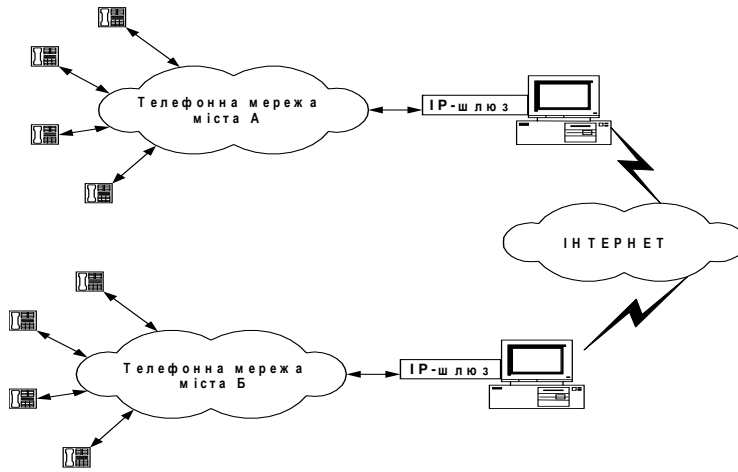 Телефонна мережа
міста А
ІР-шлюз
ІНТЕРНЕТ
Телефонна мережа
міста Б
ІР-шлюз